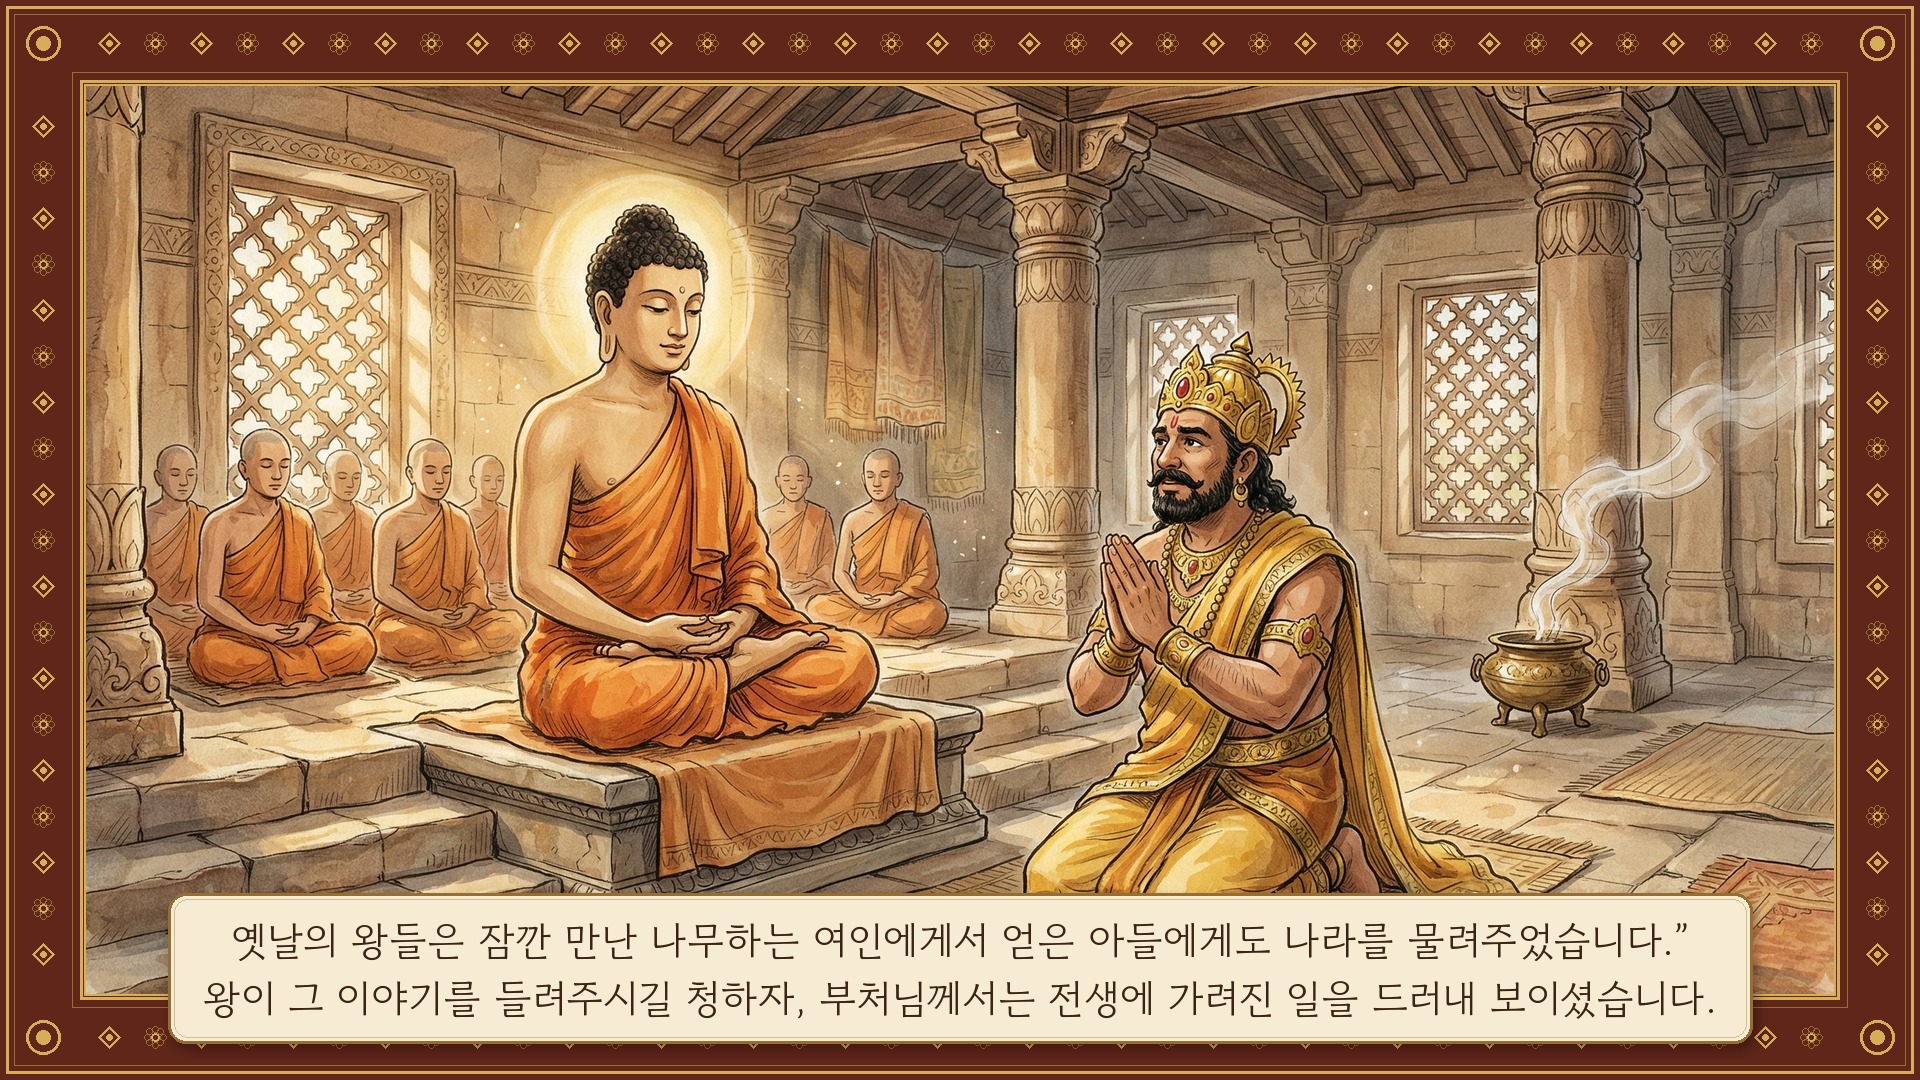 옛날의 왕들은 잠깐 만난 나무하는 여인에게서 얻은 아들에게도 나라를 물려주었습니다.”
왕이 그 이야기를 들려주시길 청하자, 부처님께서는 전생에 가려진 일을 드러내 보이셨습니다.